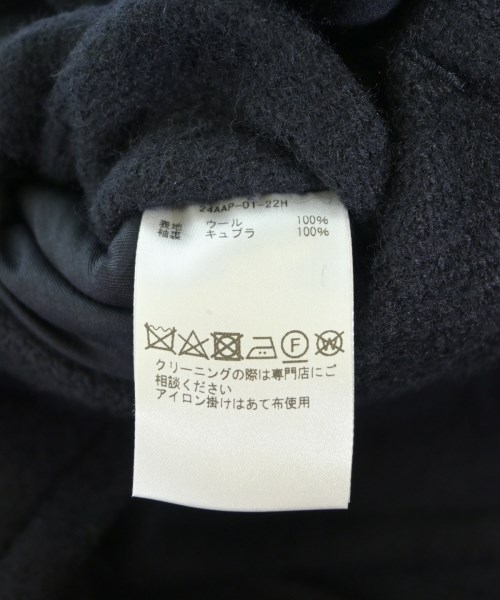 24AAP-01-22H
表地 ウール 100%
袖裏 キュプラ 100%
F W
クリーニングの際は専門店にご
相談ください
アイロン掛けはあて布使用